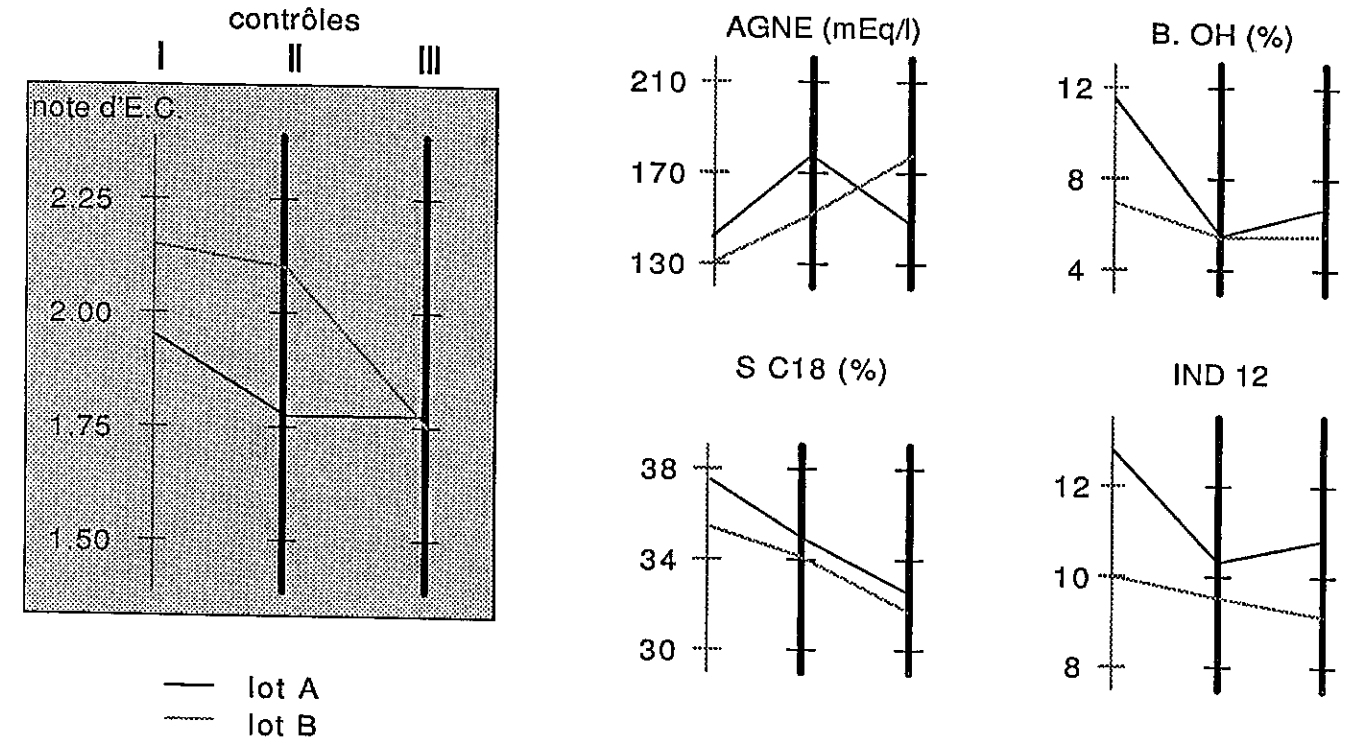 contrôles
I II III
note d'E.C.
2.25
2.00
1.75
1.50
lot A
lot B
AGNE (mEq/l)
210
170
130
B. OH (%)
12
8
4
S C18 (%)
38
34
30
IND 12
12
10
8